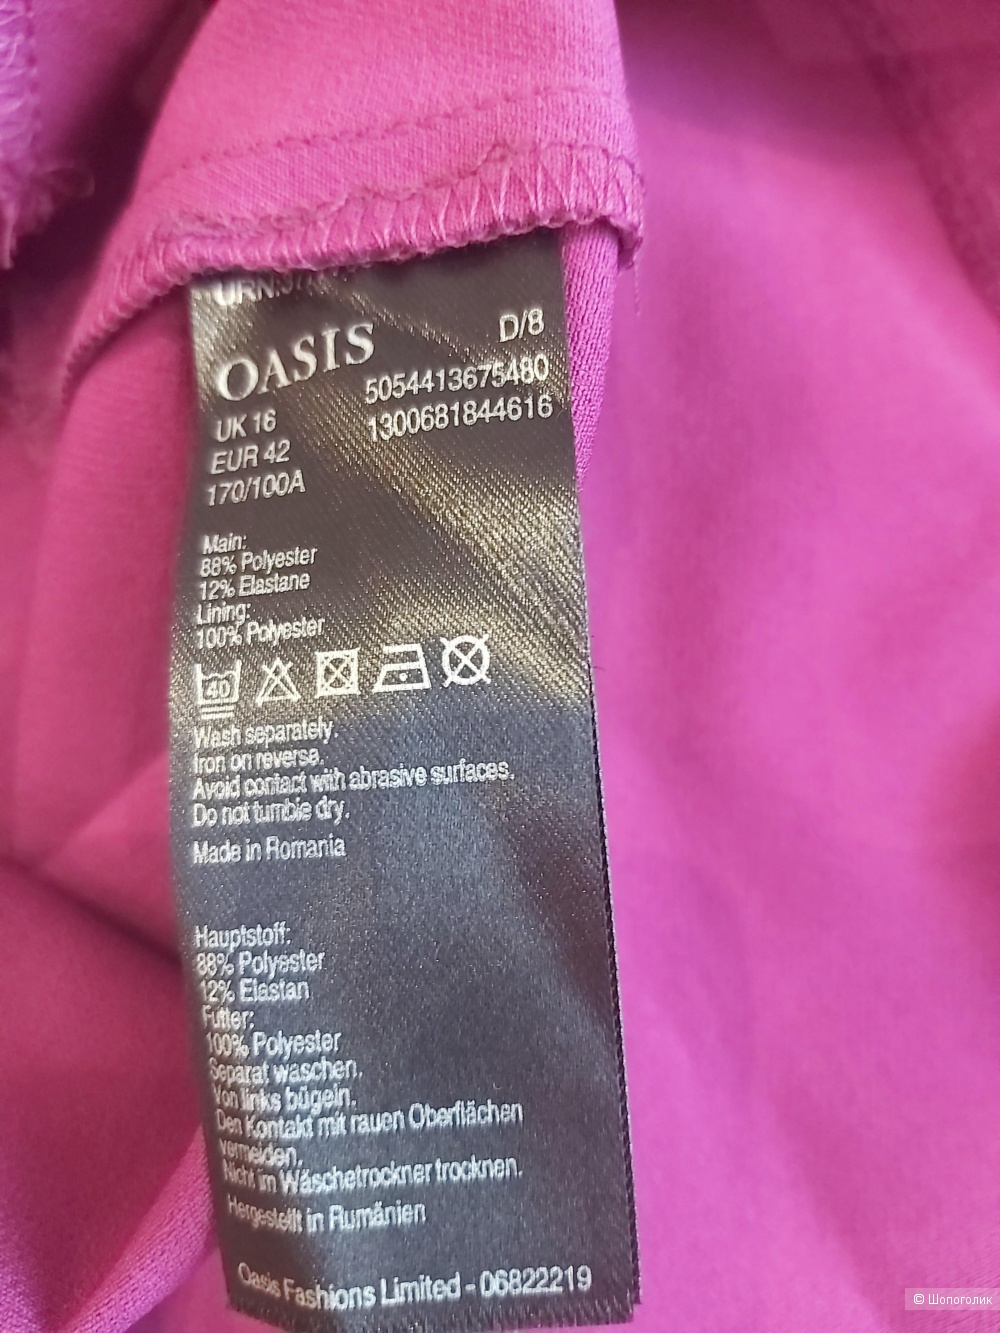 URN:37
OASIS
D/8
5054413675480
1300681844616
UK 16
EUR 42
170/100A
Main:
88% Polyester
12% Elastane
Lining:
100% Polyester
40
Wash separately.
Iron on reverse.
Avoid contact with abrasive surfaces.
Do not tumble dry.
Made in Romania
Hauptstoff:
88% Polyester
12% Elastan
Futter:
100% Polyester
Separat waschen.
Von links bügeln.
Den Kontakt mit rauen Oberflächen
vermeiden.
Nicht im Wäschetrockner trocknen.
Hergestellt in Rumänien
Oasis Fashions Limited - 06822219
© Шопоголик